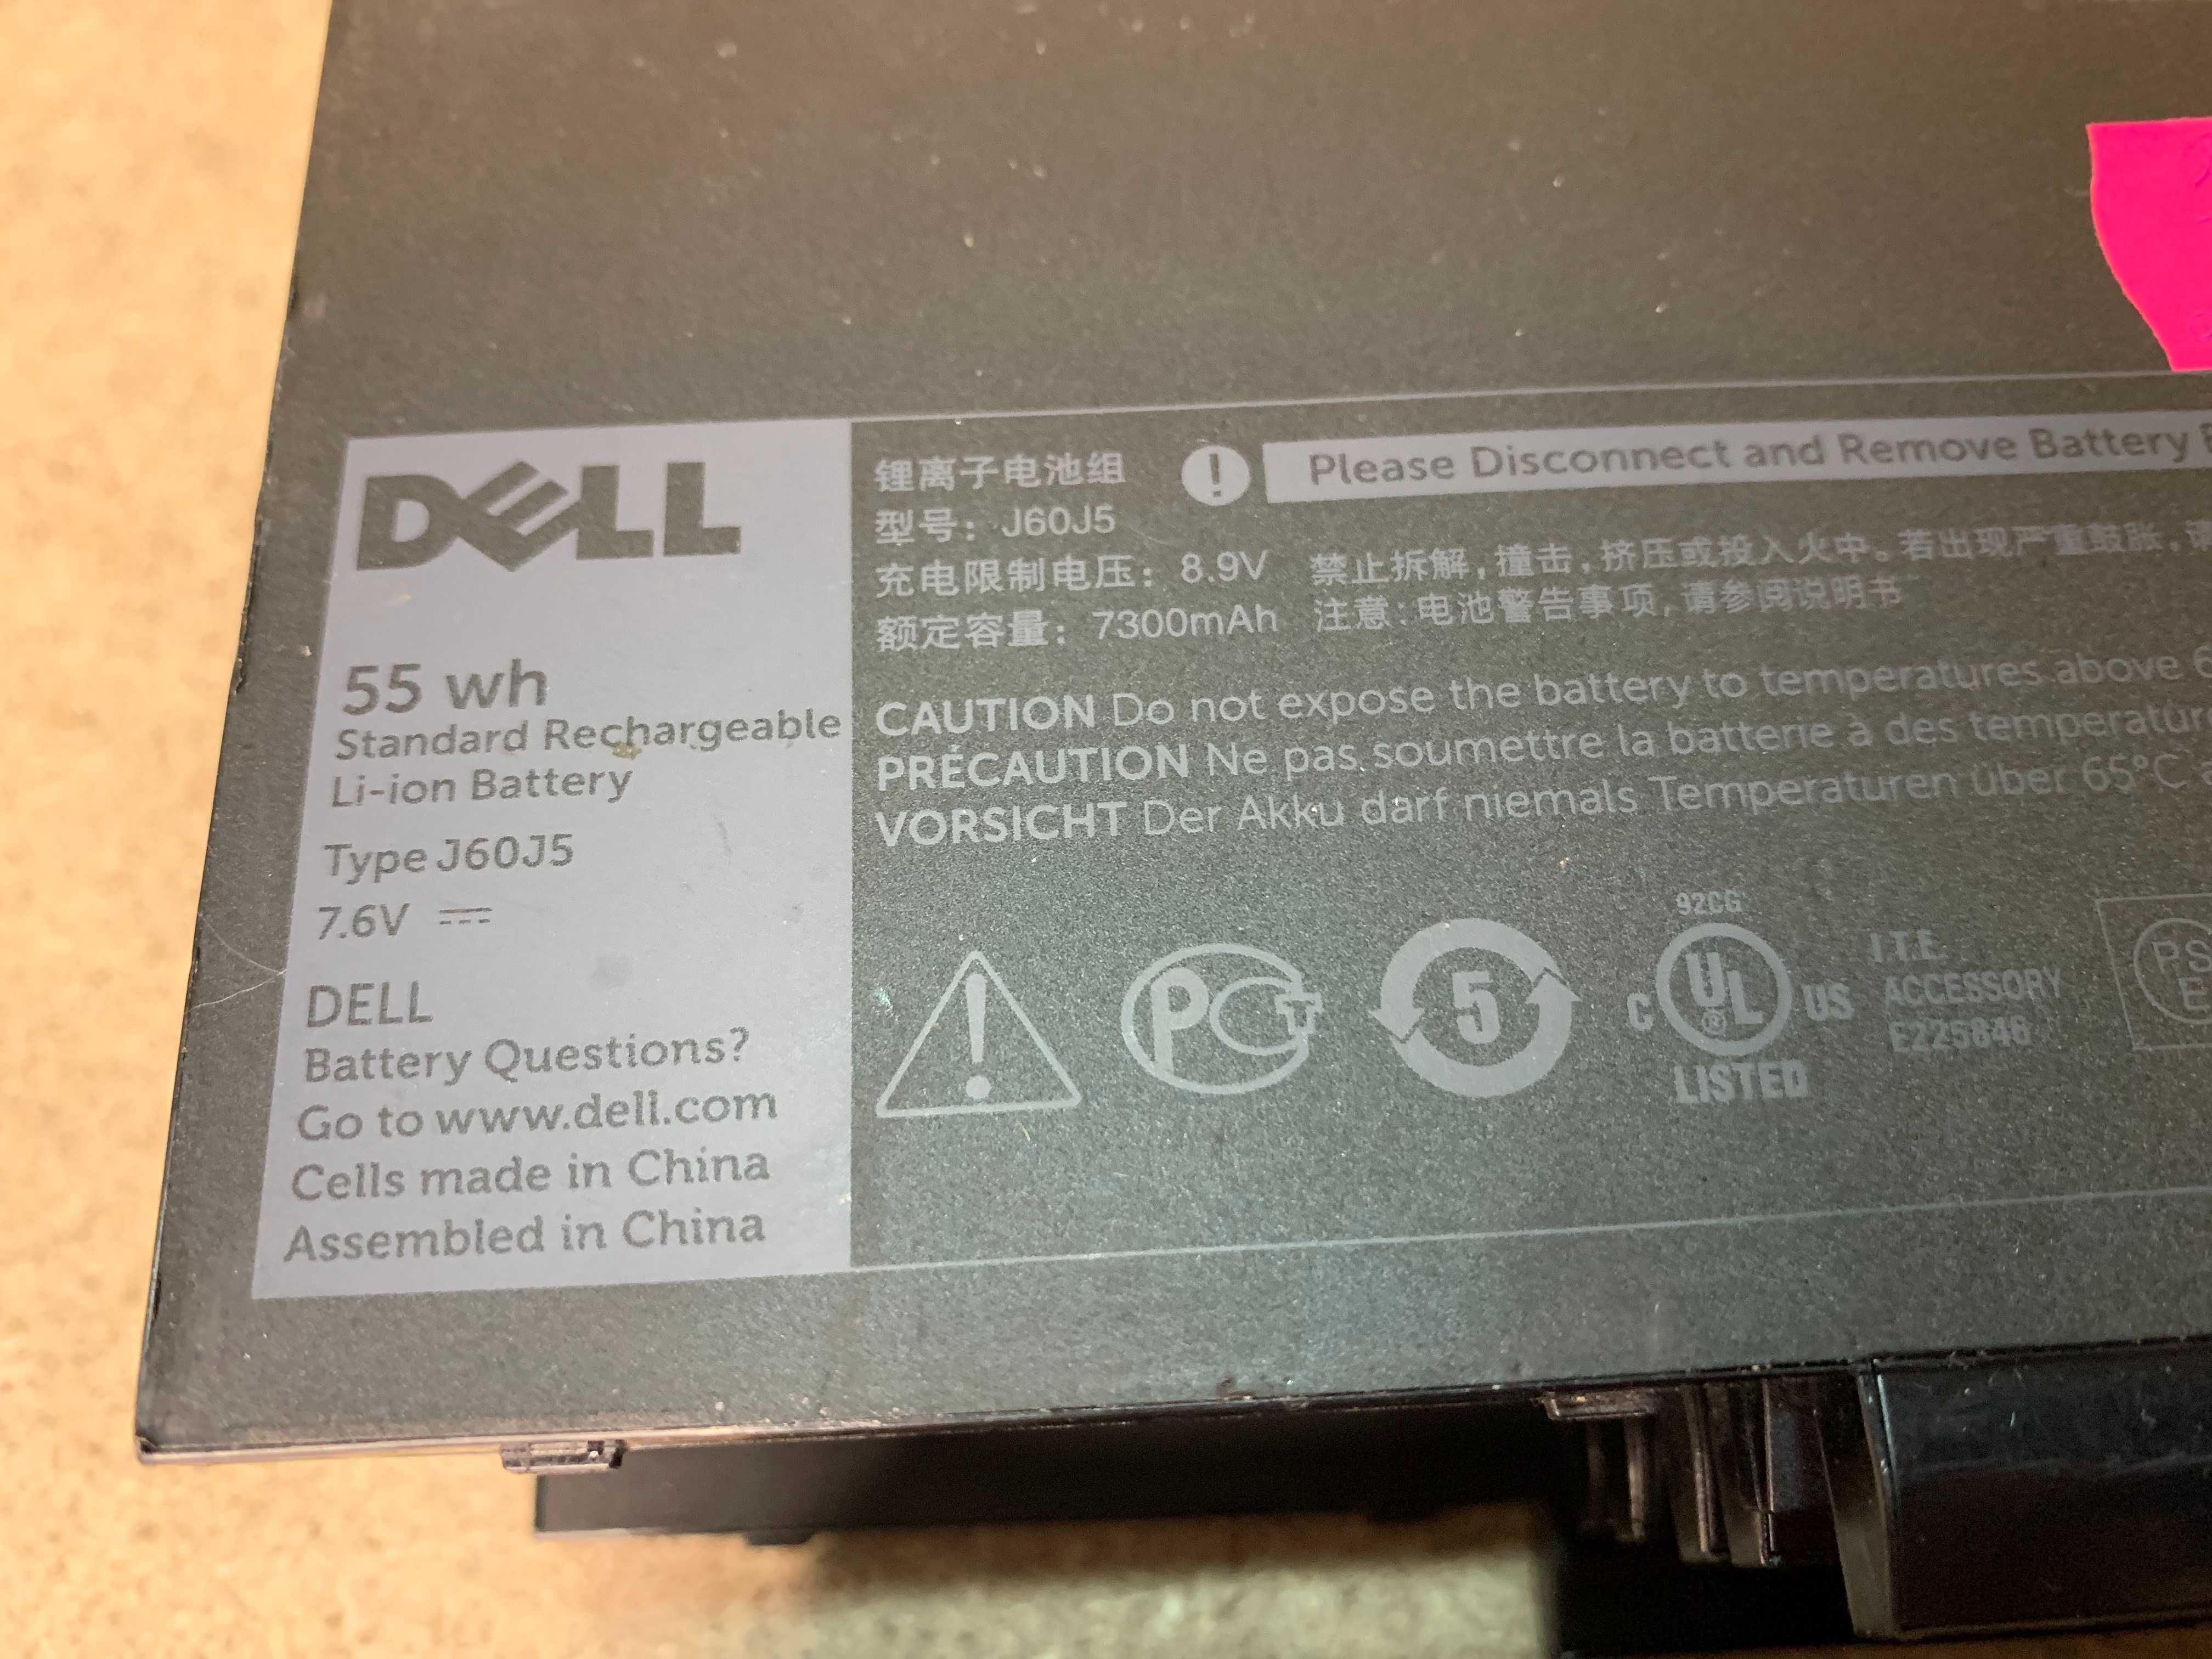 DELL
55 wh
Standard Rechargeable
Li-ion Battery
Type J60J5
7.6V
DELL
Battery Questions?
Go to www.dell.com
Cells made in China
Assembled in China
锂离子电池组
型号: J60J5
充电限制电压: 8.9V
额定容量: 7300mAh
! Please Disconnect and Remove Battery
禁止拆解,撞击,挤压或投入火中。若出现严重鼓胀,
注意:电池警告事项,请参阅说明书
CAUTION Do not expose the battery to temperatures above
PRÉCAUTION Ne pas soumettre la batterie à des
VORSICHT Der Akku darf niemals Temperaturen über 65°C
!
PCT
5
92CG
C UL® US
LISTED
I.T.E.
ACCESSORY
E225846
PS
E